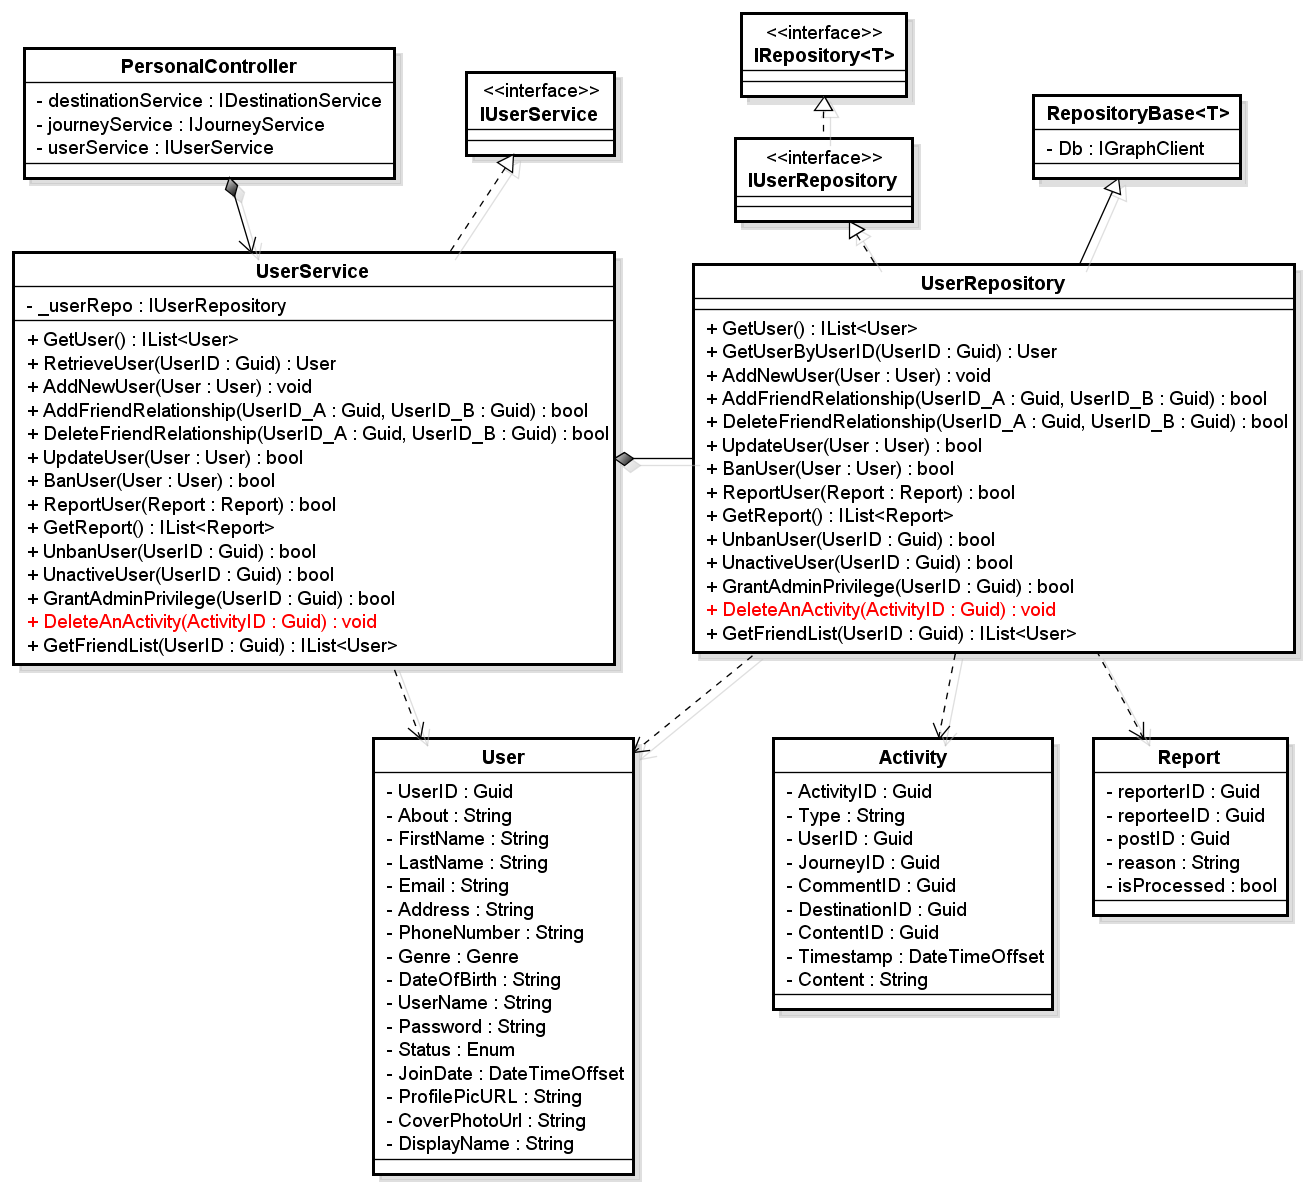 PersonalController
- destinationService : IDestinationService
- journeyService : IJourneyService
- userService : IUserService
<<interface>>
IUserService
<<interface>>
IRepository<T>
<<interface>>
IUserRepository
RepositoryBase<T>
- Db : IGraphClient
UserService
- _userRepo : IUserRepository
+ GetUser() : IList<User>
+ RetrieveUser(UserID : Guid) : User
+ AddNewUser(User : User) : void
+ AddFriendRelationship(UserID_A : Guid, UserID_B : Guid) : bool
+ DeleteFriendRelationship(UserID_A : Guid, UserID_B : Guid) : bool
+ UpdateUser(User : User) : bool
+ BanUser(User : User) : bool
+ ReportUser(Report : Report) : bool
+ GetReport() : IList<Report>
+ UnbanUser(UserID : Guid) : bool
+ UnactiveUser(UserID : Guid) : bool
+ GrantAdminPrivilege(UserID : Guid) : bool
+ DeleteAnActivity(ActivityID : Guid) : void
+ GetFriendList(UserID : Guid) : IList<User>
UserRepository
+ GetUser() : IList<User>
+ GetUserByUserID(UserID : Guid) : User
+ AddNewUser(User : User) : void
+ AddFriendRelationship(UserID_A : Guid, UserID_B : Guid) : bool
+ DeleteFriendRelationship(UserID_A : Guid, UserID_B : Guid) : bool
+ UpdateUser(User : User) : bool
+ BanUser(User : User) : bool
+ ReportUser(Report : Report) : bool
+ GetReport() : IList<Report>
+ UnbanUser(UserID : Guid) : bool
+ UnactiveUser(UserID : Guid) : bool
+ GrantAdminPrivilege(UserID : Guid) : bool
+ DeleteAnActivity(ActivityID : Guid) : void
+ GetFriendList(UserID : Guid) : IList<User>
User
- UserID : Guid
- About : String
- FirstName : String
- LastName : String
- Email : String
- Address : String
- PhoneNumber : String
- Genre : Genre
- DateOfBirth : String
- UserName : String
- Password : String
- Status : Enum
- JoinDate : DateTimeOffset
- ProfilePicURL : String
- CoverPhotoUrl : String
- DisplayName : String
Activity
- ActivityID : Guid
- Type : String
- UserID : Guid
- JourneyID : Guid
- CommentID : Guid
- DestinationID : Guid
- ContentID : Guid
- Timestamp : DateTimeOffset
- Content : String
Report
- reporterID : Guid
- reporteeID : Guid
- postID : Guid
- reason : String
- isProcessed : bool